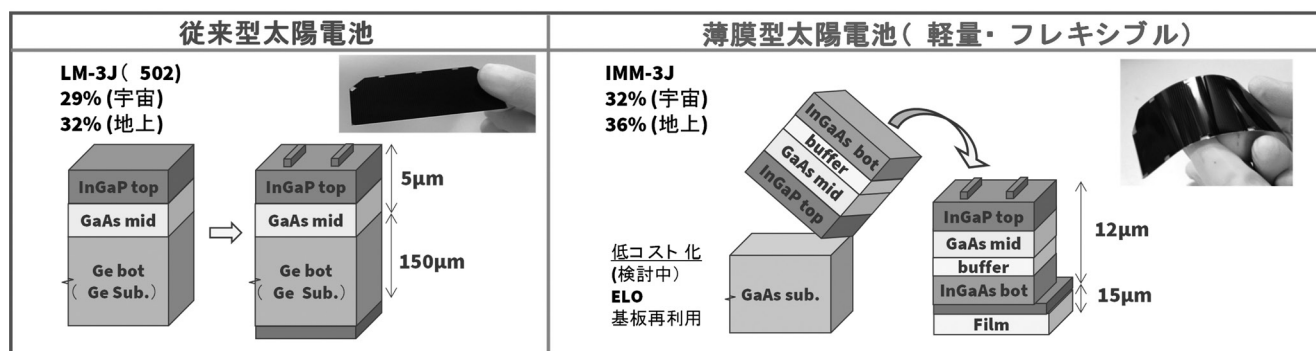 従来型太陽電池
LM-3J( 502)
29% (宇宙)
32% (地上)
InGaP top
GaAs mid
Ge bot
( Ge Sub.)
InGaP top
GaAs mid
Ge bot
( Ge Sub.)
5μm
150μm
薄膜型太陽電池( 軽量・フレキシブル)
IMM-3J
32% (宇宙)
36% (地上)
InGaAs bot
buffer
GaAs mid
InGaP top
低コスト化
(検討中)
ELO
基板再利用
GaAs sub.
InGaP top
GaAs mid
buffer
InGaAs bot
Film
12μm
15μm